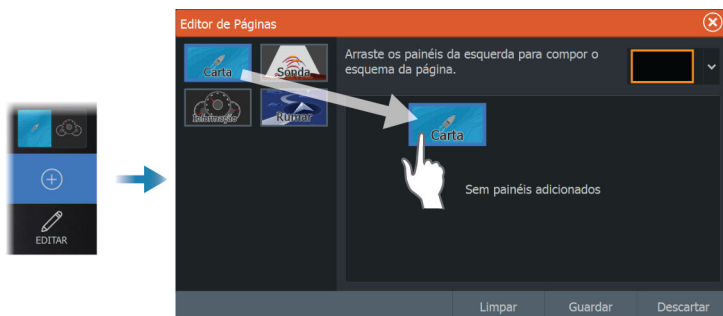 EDITAR
Editor de Páginas
Carta
Sonda
Informação
Rumar
Arraste os painéis da esquerda para compor o
esquema da página.
Carta
Sem painéis adicionados
Limpar
Guardar
Descartar